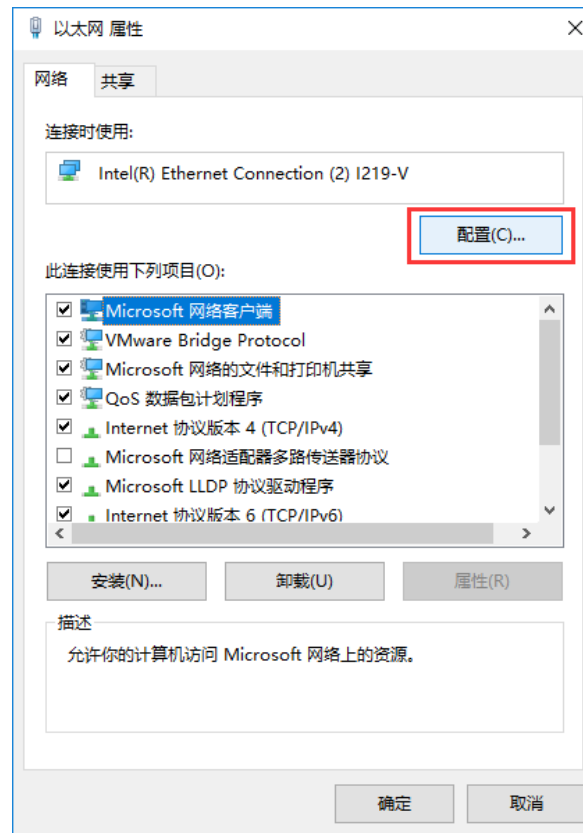 以太网 属性
网络
共享
连接时使用:
Intel(R) Ethernet Connection (2) I219-V
配置(C)...
此连接使用下列项目(O):
Microsoft 网络客户端
VMware Bridge Protocol
Microsoft 网络的文件和打印机共享
QoS 数据包计划程序
Internet 协议版本 4 (TCP/IPv4)
Microsoft 网络适配器多路传送器协议
Microsoft LLDP 协议驱动程序
Internet 协议版本 6 (TCP/IPv6)
安装(N)...
卸载(U)
属性(R)
描述
允许你的计算机访问 Microsoft 网络上的资源。
确定
取消